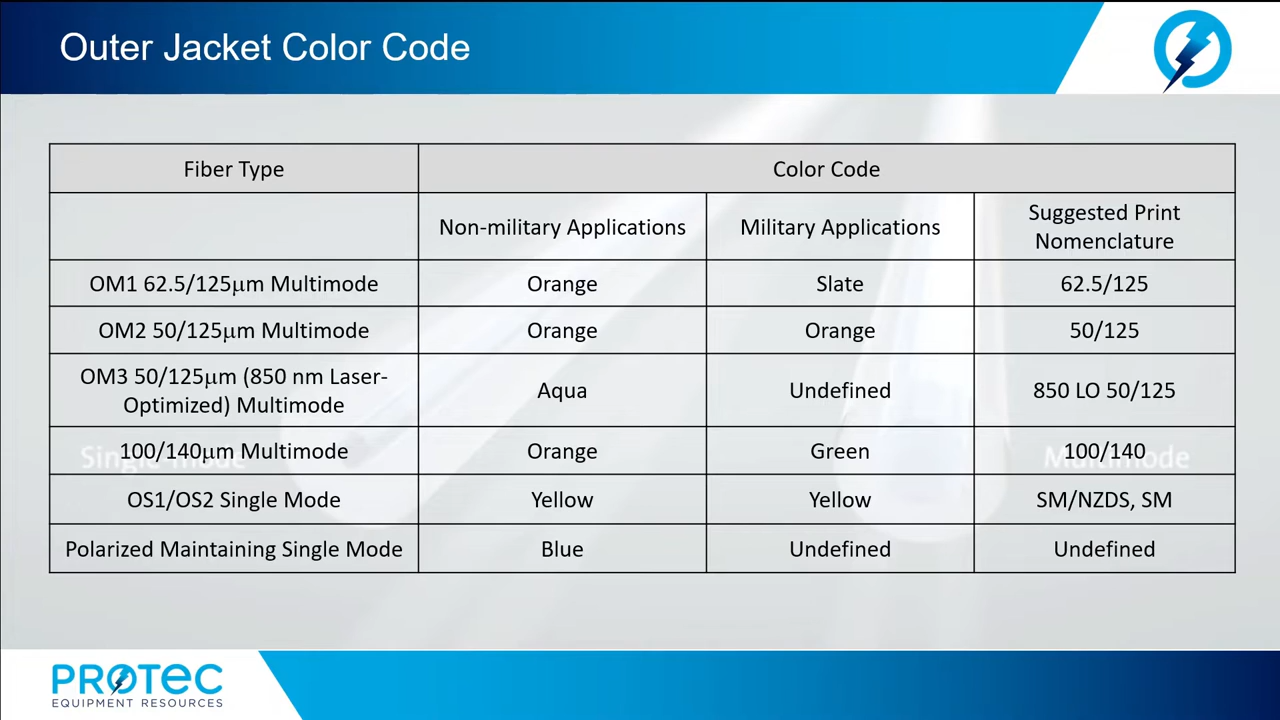 Outer Jacket Color Code
Fiber Type
Color Code
Non-military Applications
Military Applications
Suggested Print
Nomenclature
OM1 62.5/125μm Multimode
Orange
Slate
62.5/125
OM2 50/125μm Multimode
Orange
Orange
50/125
OM3 50/125μm (850 nm Laser-
Optimized) Multimode
Aqua
Undefined
850 LO 50/125
100/140μm Multimode
Orange
Green
100/140
Single-mode
Multimode
OS1/OS2 Single Mode
Yellow
Yellow
SM/NZDS, SM
Polarized Maintaining Single Mode
Blue
Undefined
Undefined
PROTEC
EQUIPMENT RESOURCES